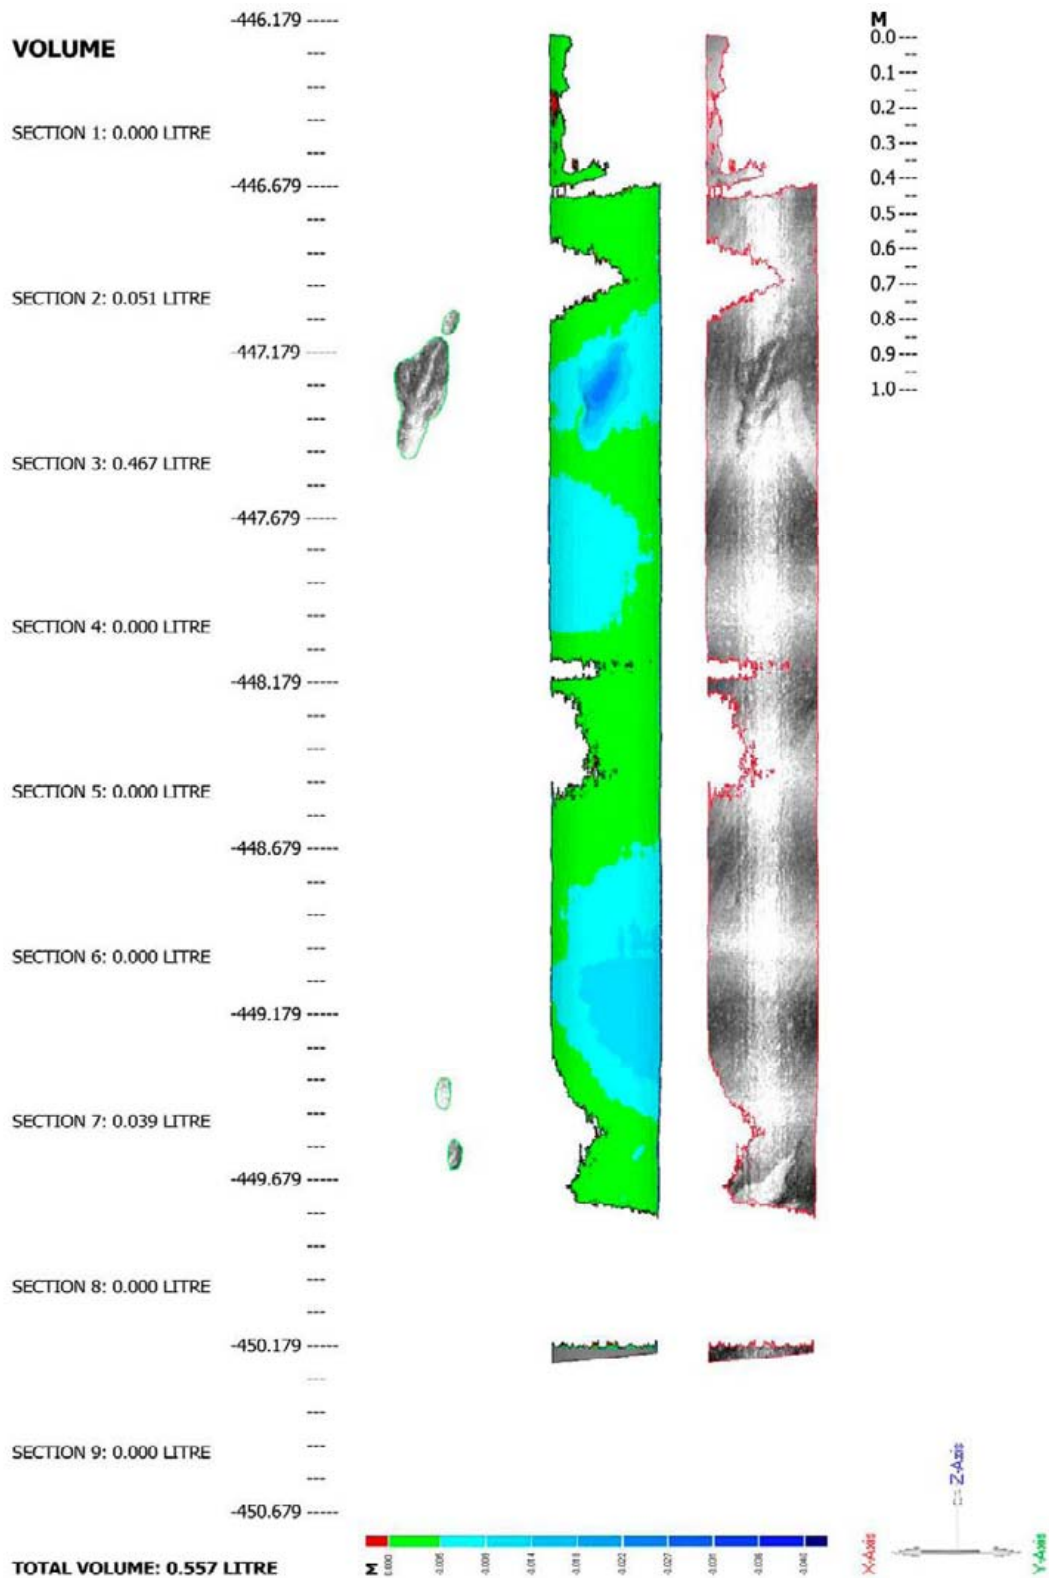 VOLUME
SECTION 1: 0.000 LITRE
SECTION 2: 0.051 LITRE
SECTION 3: 0.467 LITRE
SECTION 4: 0.000 LITRE
SECTION 5: 0.000 LITRE
SECTION 6: 0.000 LITRE
SECTION 7: 0.039 LITRE
SECTION 8: 0.000 LITRE
SECTION 9: 0.000 LITRE
TOTAL VOLUME: 0.557 LITRE
-446.179
-446.679
-447.179
-447.679
-448.179
-448.679
-449.179
-449.679
-450.179
-450.679
M
0.0
0.1
0.2
0.3
0.4
0.5
0.6
0.7
0.8
0.9
1.0
M
0.000
X-Axis
Z-Axis
Y-Axis